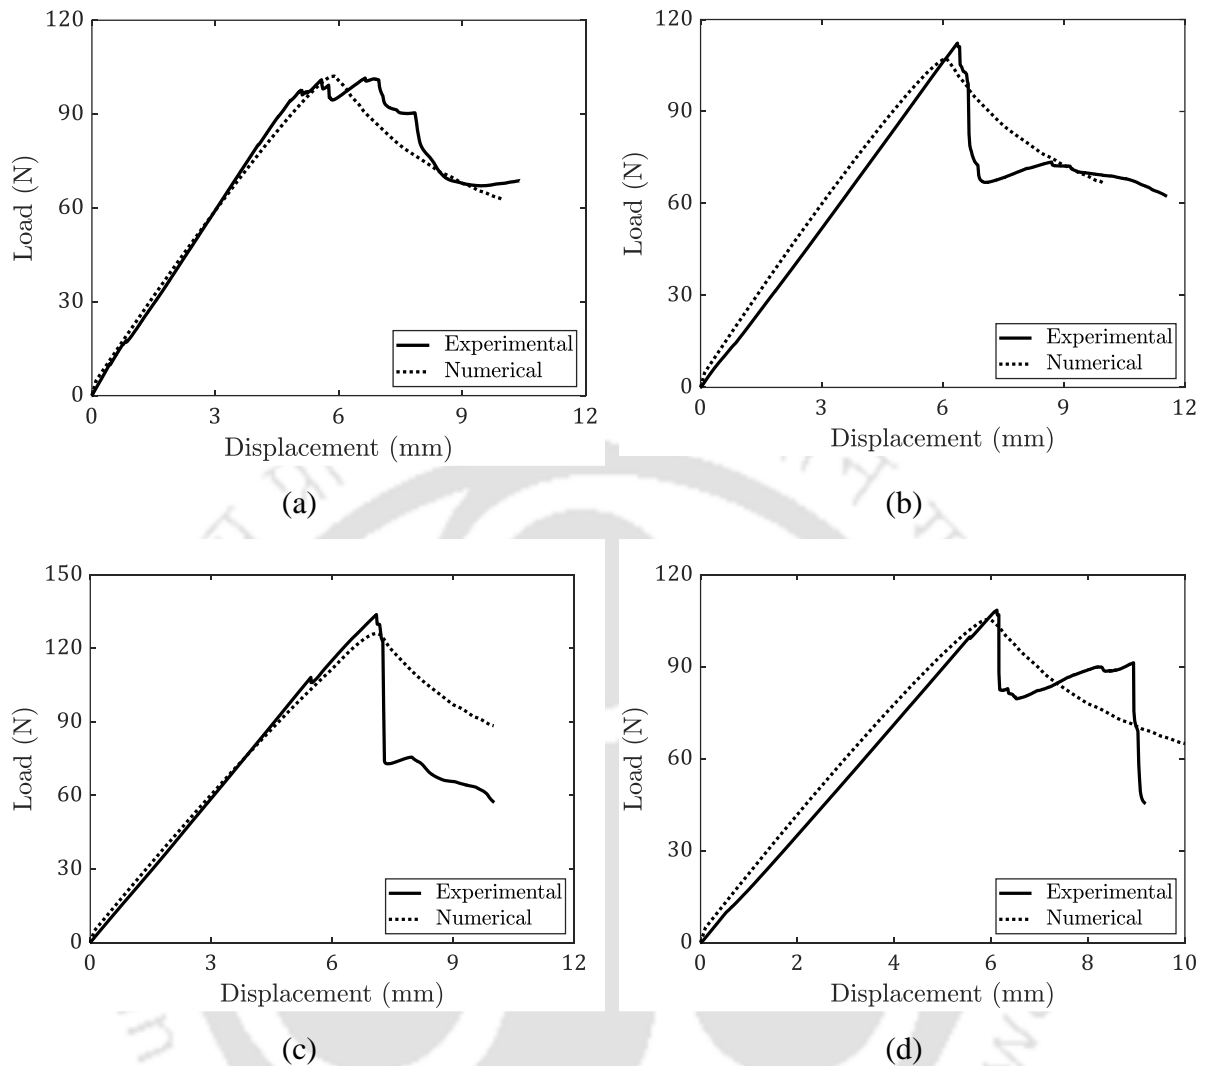 (a)
120
90
60
30
0
0 3 6 9 12
Load (N)
Displacement (mm)
Experimental
Numerical
(b)
120
90
60
30
0
0 3 6 9 12
Load (N)
Displacement (mm)
Experimental
Numerical
(a)
(b)
150
120
90
60
30
0
0 3 6 9 12
Load (N)
Displacement (mm)
Experimental
Numerical
120
90
60
30
0
0 2 4 6 8 10
Load (N)
Displacement (mm)
Experimental
Numerical
(c)
(d)